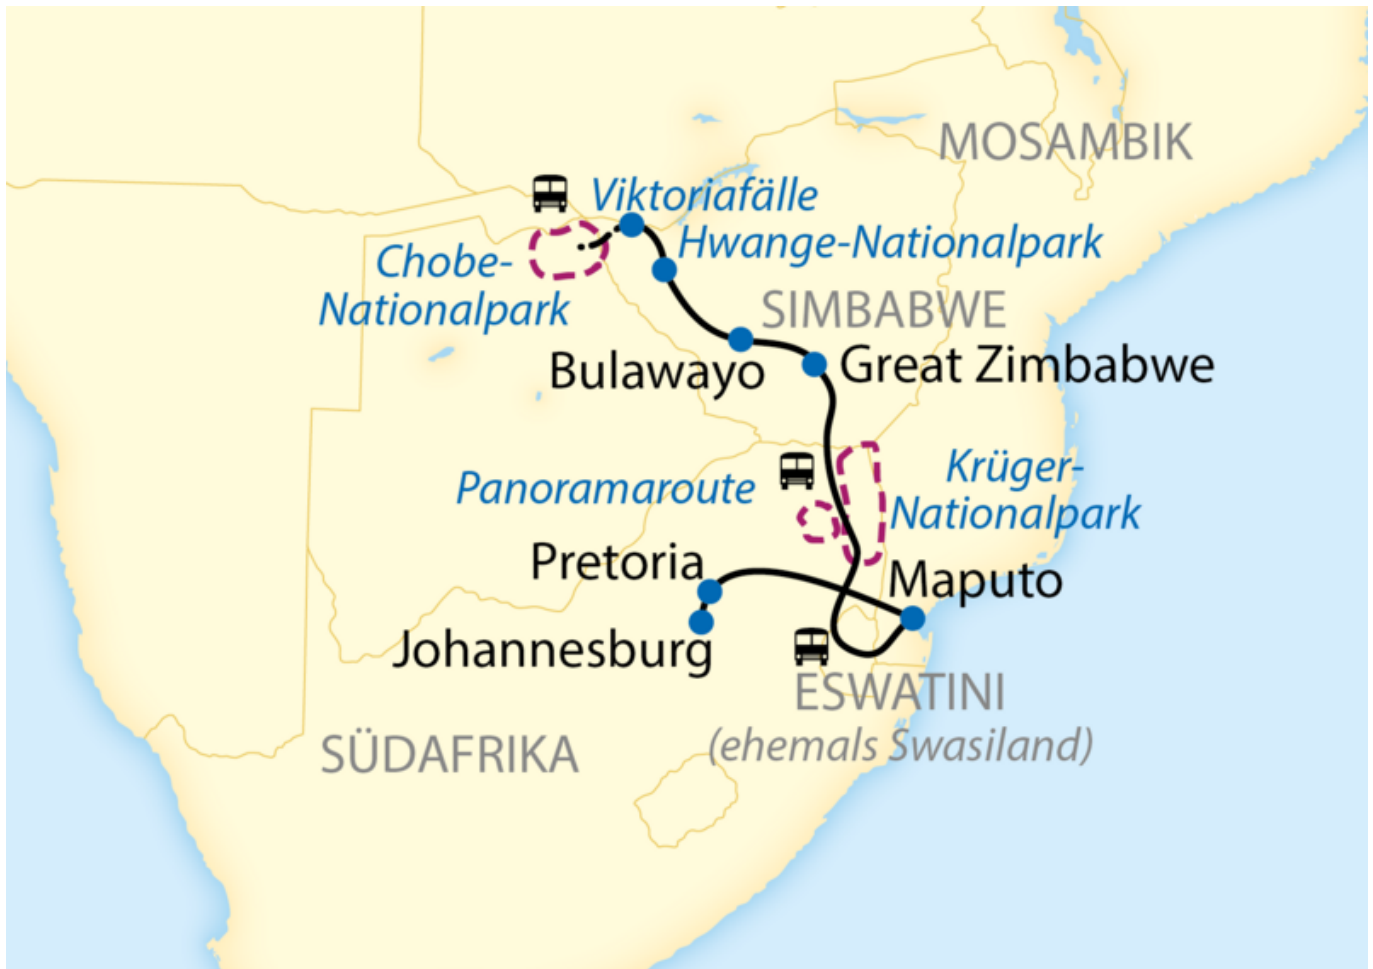 MOSAMBIK
Viktoriafälle
Hwange-Nationalpark
Chobe-
Nationalpark
SIMBABWE
Bulawayo
Great Zimbabwe
Panoramaroute
Krüger-
Nationalpark
Pretoria
Maputo
Johannesburg
ESWATINI
(ehemals Swasiland)
SÜDAFRIKA